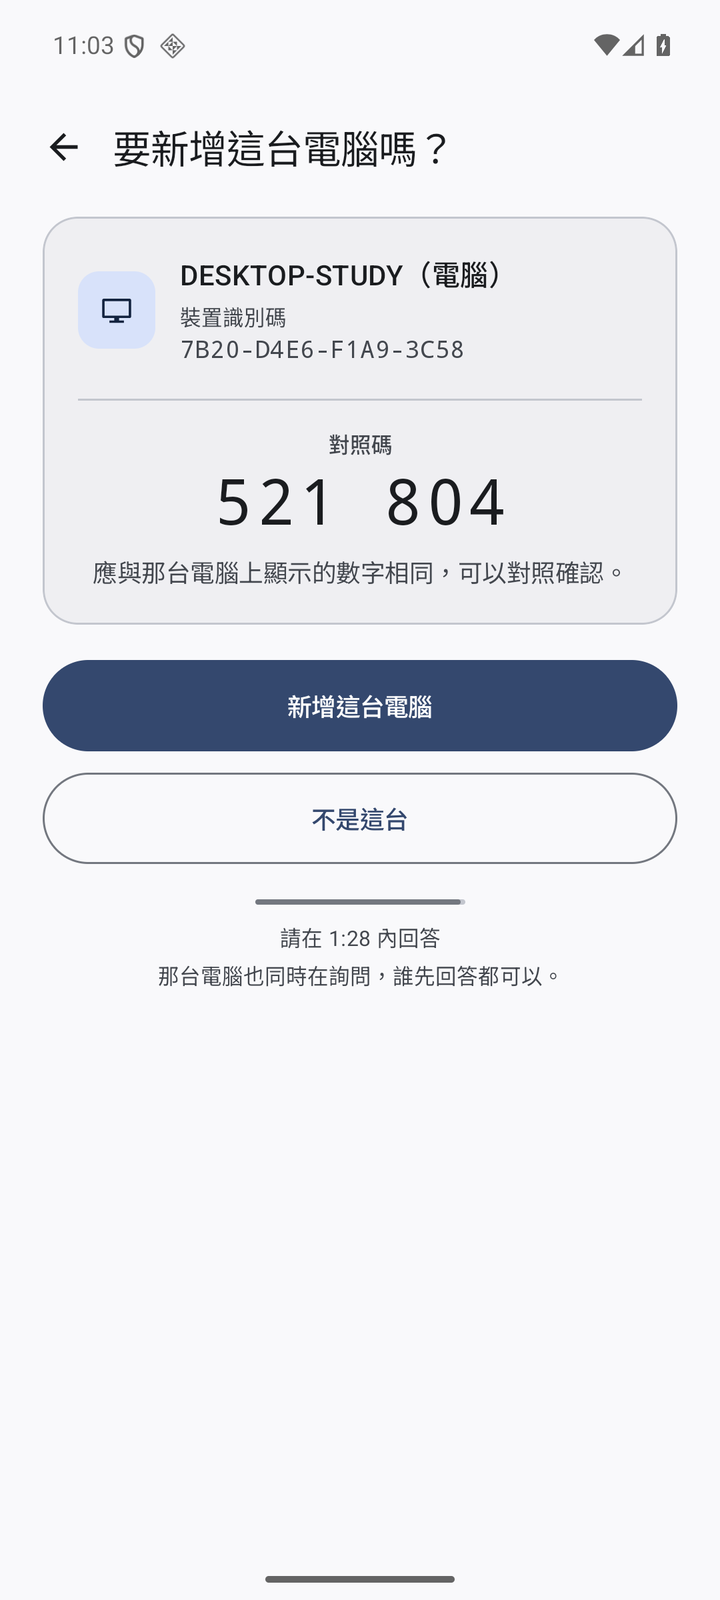 11:03
要新增這台電腦嗎？
DESKTOP-STUDY（電腦）
裝置識別碼
7B20-D4E6-F1A9-3C58
對照碼
521 804
應與那台電腦上顯示的數字相同，可以對照確認。
新增這台電腦
不是這台
請在 1:28 內回答
那台電腦也同時在詢問，誰先回答都可以。